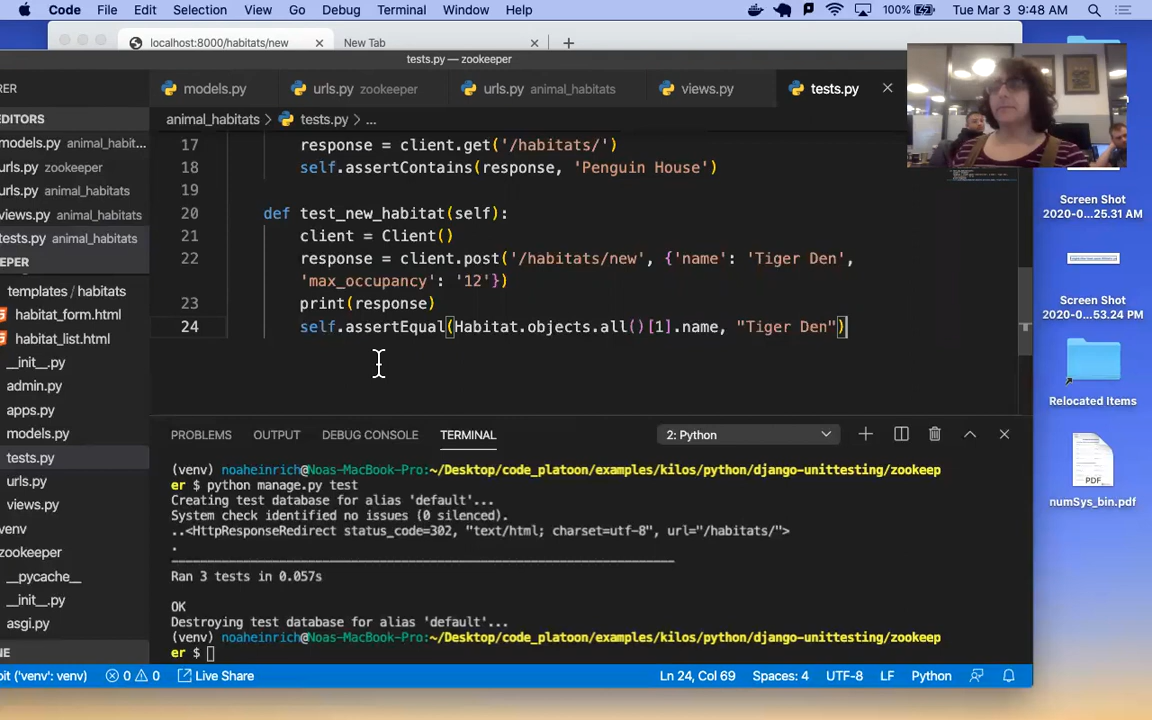 Code File Edit Selection View Go Debug Terminal Window Help 100% Tue Mar 3 9:48 AM
localhost:8000/habitats/new New Tab
tests.py — zookeeper
RER models.py urls.py zookeeper urls.py animal_habitats views.py tests.py
EDITORS animal_habitats > tests.py > ...
models.py animal_habit...
urls.py zookeeper
urls.py animal_habitats
views.py animal_habitats
tests.py animal_habitats
EPER
templates / habitats
habitat_form.html
habitat_list.html
__init__.py
admin.py
apps.py
models.py
tests.py
urls.py
views.py
venv
zookeeper
__pycache__
__init__.py
asgi.py
NE
17 response = client.get('/habitats/')
18 self.assertContains(response, 'Penguin House')
19
20 def test_new_habitat(self):
21 client = Client()
22 response = client.post('/habitats/new', {'name': 'Tiger Den',
'max_occupancy': '12'})
23 print(response)
24 self.assertEqual(Habitat.objects.all()[1].name, "Tiger Den")
PROBLEMS OUTPUT DEBUG CONSOLE TERMINAL 2: Python
(venv) noaheinrich@Noas-MacBook-Pro:~/Desktop/code_platoon/examples/kilos/python/django-unittesting/zookeep
er $ python manage.py test
Creating test database for alias 'default'...
System check identified no issues (0 silenced).
..<HttpResponseRedirect status_code=302, "text/html; charset=utf-8", url="/habitats/">
.
----------------------------------------------------------------------
Ran 3 tests in 0.057s
OK
Destroying test database for alias 'default'...
(venv) noaheinrich@Noas-MacBook-Pro:~/Desktop/code_platoon/examples/kilos/python/django-unittesting/zookeep
er $
bit ('venv': venv) 0 0 Live Share Ln 24, Col 69 Spaces: 4 UTF-8 LF Python
Screen Shot
2020-0...25.31 AM
Screen Shot
2020-0...53.24 PM
Relocated Items
PDF
numSys_bin.pdf